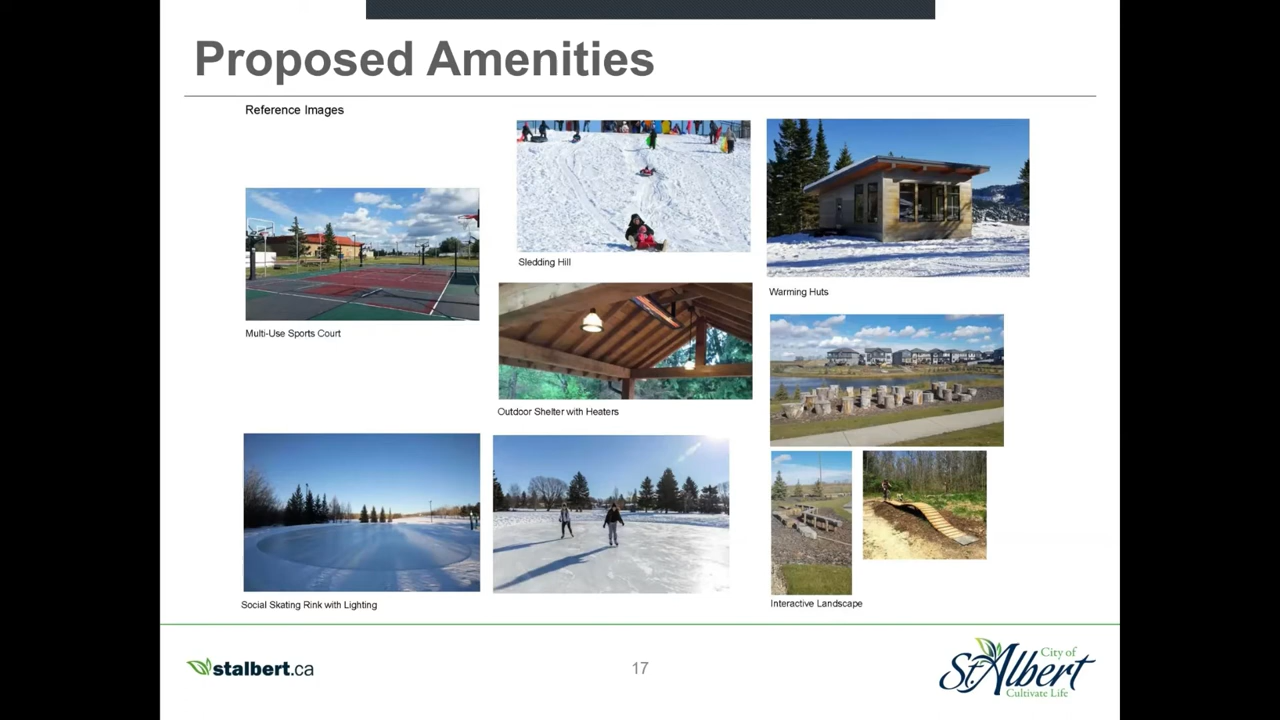 Proposed Amenities
Reference Images
Sledding Hill
Warming Huts
Multi-Use Sports Court
Outdoor Shelter with Heaters
Social Skating Rink with Lighting
Interactive Landscape
stalbert.ca
17
City of
St. Albert
Cultivate Life